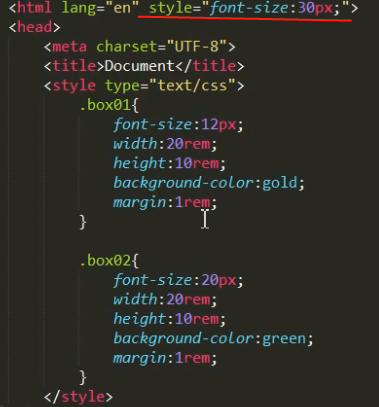 <html lang="en" style="font-size:30px;">
<head>
<meta charset="UTF-8">
<title>Document</title>
<style type="text/css">
.box01{
font-size:12px;
width:20rem;
height:10rem;
background-color:gold;
margin:1rem;
}
.box02{
font-size:20px;
width:20rem;
height:10rem;
background-color:green;
margin:1rem;
}
</style>